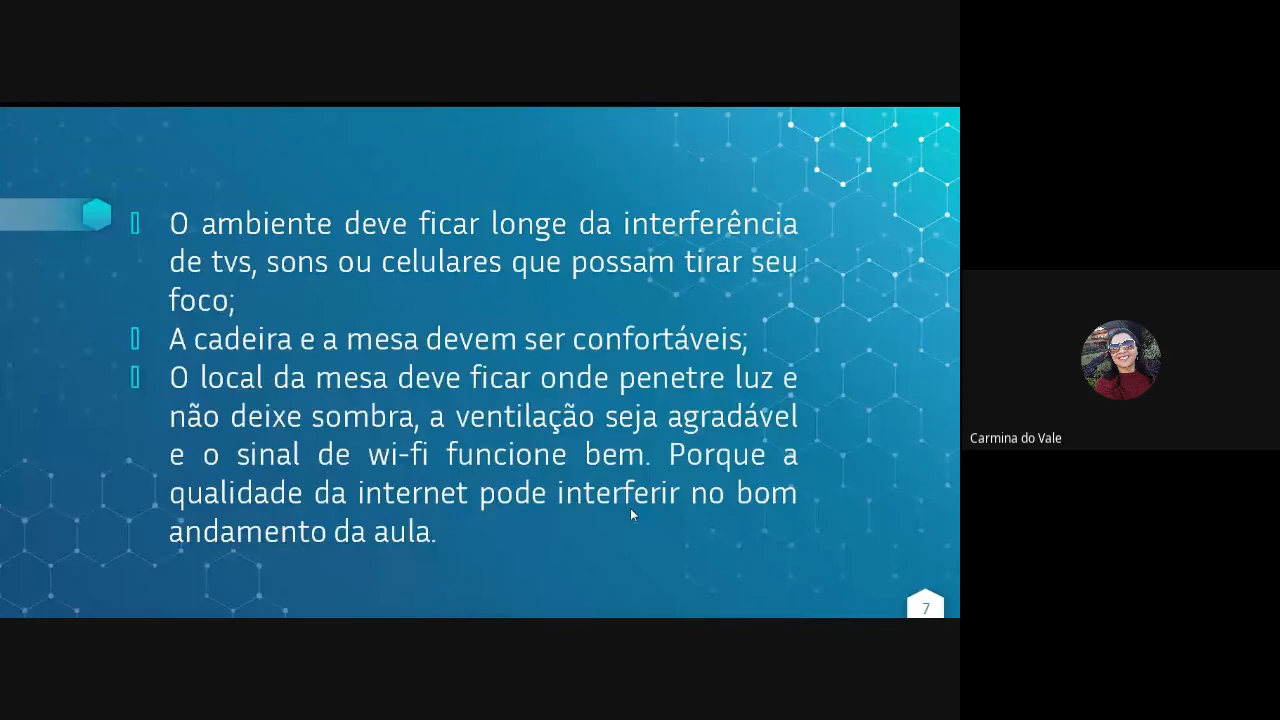 O ambiente deve ficar longe da interferência
de tvs, sons ou celulares que possam tirar seu
foco;
A cadeira e a mesa devem ser confortáveis;
O local da mesa deve ficar onde penetre luz e
não deixe sombra, a ventilação seja agradável
e o sinal de wi-fi funcione bem. Porque a
qualidade da internet pode interferir no bom
andamento da aula.
7
Carmina do Vale